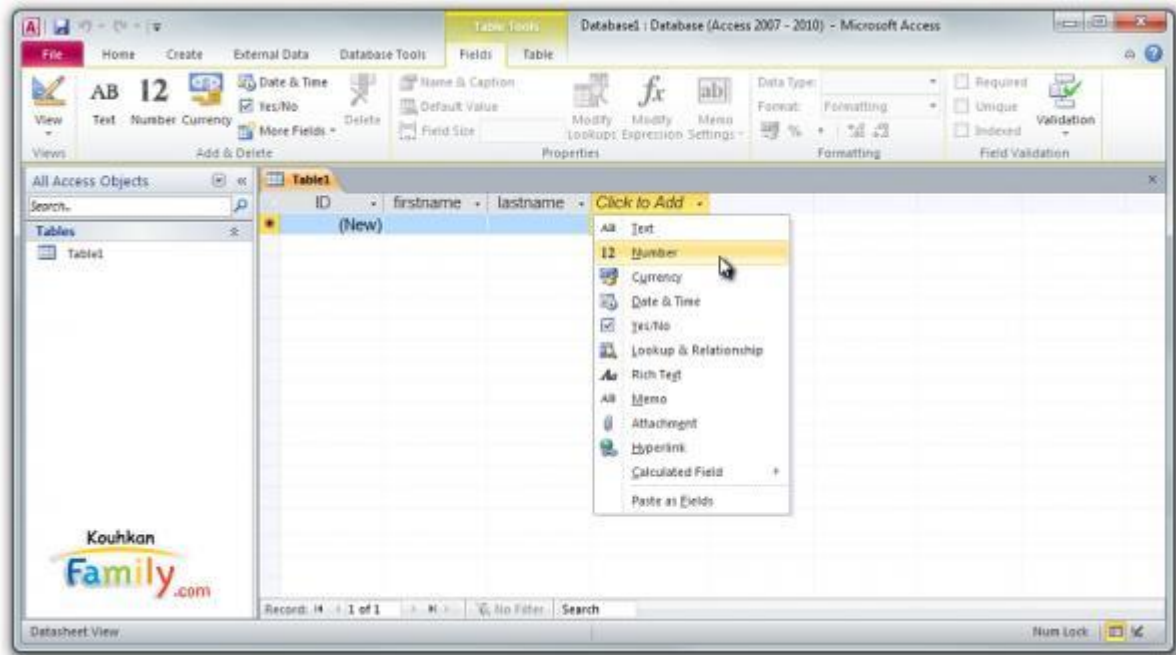 Table Tools
Database1 : Database (Access 2007 - 2010) - Microsoft Access
File Home Create External Data Database Tools Fields Table
View
Views
AB Text
12 Number
Currency
Date & Time
Yes/No
More Fields
Delete
Add & Delete
Name & Caption
Default Value
Field Size
Modify Lookups
fx Modify Expression
ab Memo Settings
Properties
Data Type:
Format: Formatting
%
Formatting
Required
Unique
Indexed
Validation
Field Validation
All Access Objects
Search..
Tables
Table1
Table1
ID firstname lastname Click to Add
(New)
AB Text
12 Number
Currency
Date & Time
Yes/No
Lookup & Relationship
Aa Rich Text
AB Memo
Attachment
Hyperlink
Calculated Field
Paste as Fields
Kouhkan
Family.com
Record: 1 of 1 No Filter Search
Datasheet View
Num Lock